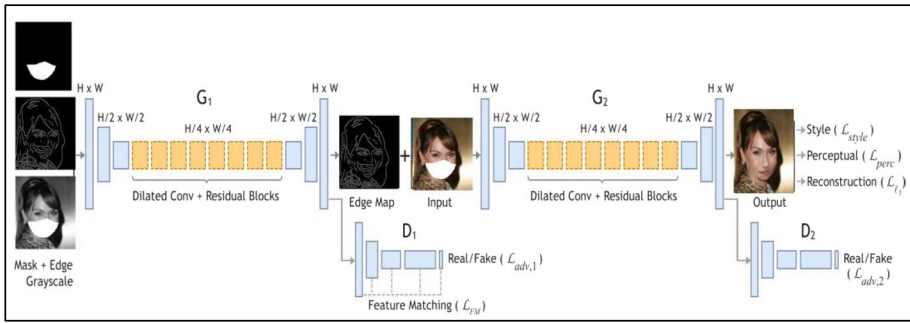 H x W
G₁
H/2 x W/2
H/4 x W/4
H/2 x W/2
H x W
Dilated Conv + Residual Blocks
Mask + Edge
Grayscale
Edge Map
+
Input
H x W
G₂
H/2 x W/2
H/4 x W/4
H/2 x W/2
H x W
Dilated Conv + Residual Blocks
Output
Style (ℒstyle)
Perceptual (ℒperc)
Reconstruction (ℒℓ₁)
D₁
Real/Fake (ℒadv,1)
Feature Matching (ℒFM)
D₂
Real/Fake
(ℒadv,2)